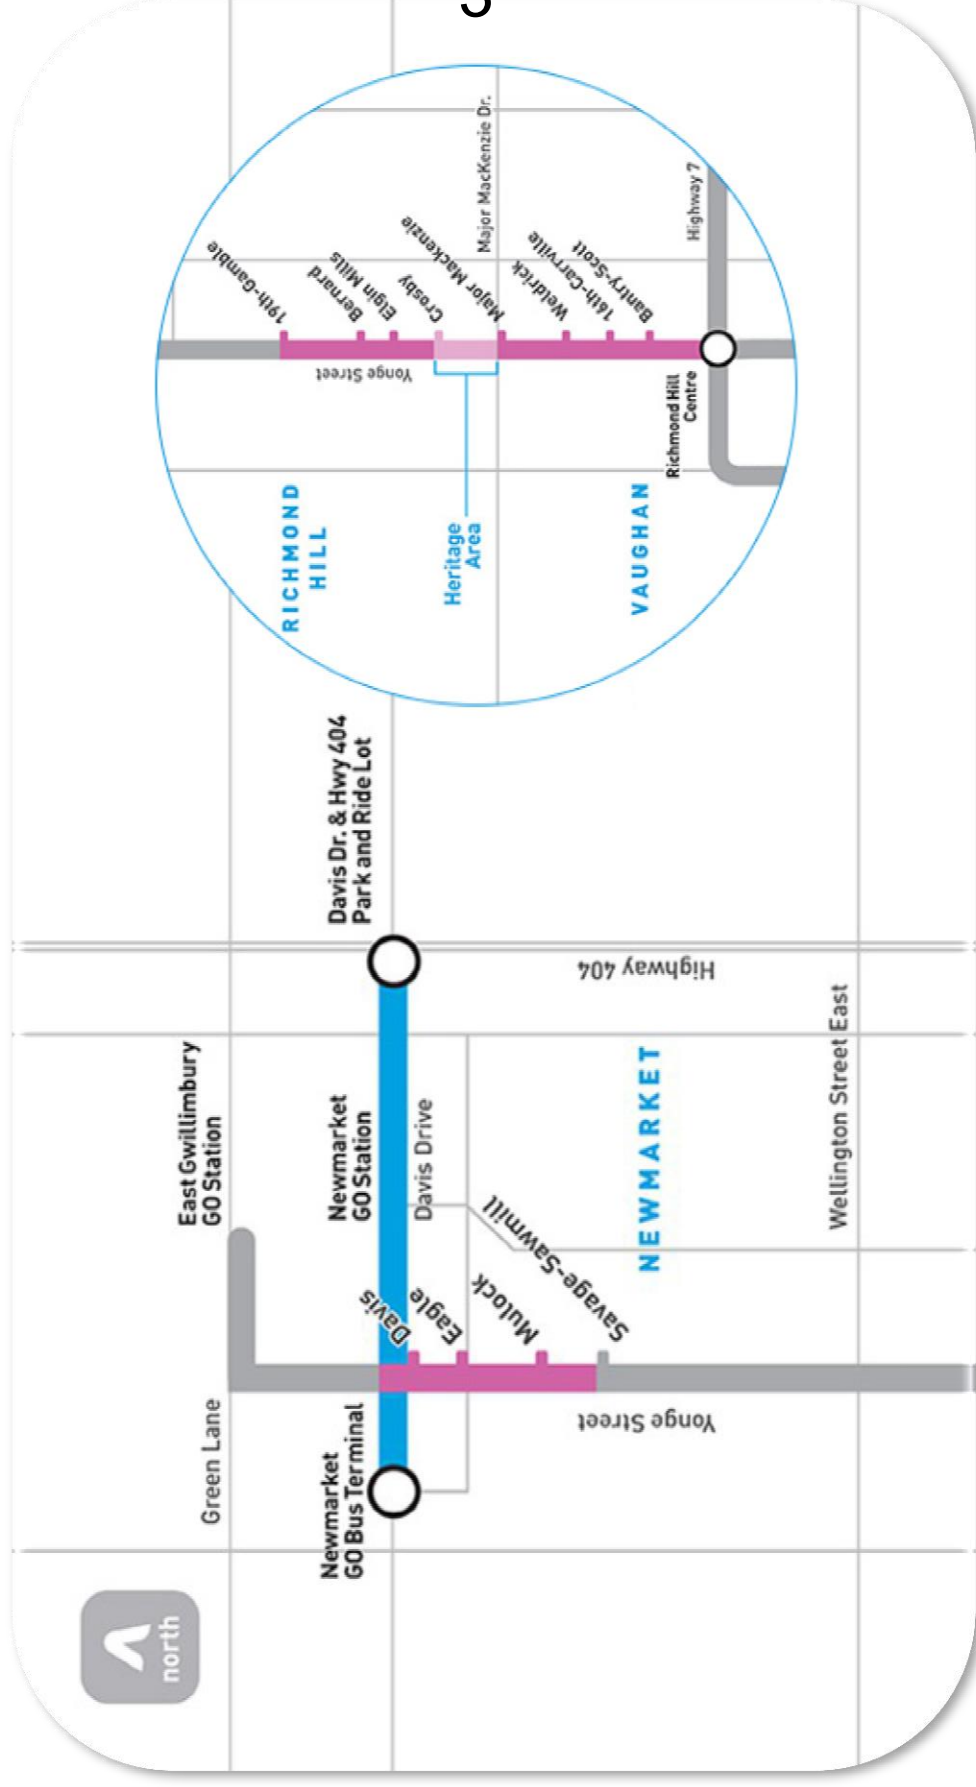 north
Green Lane
East Gwillimbury
GO Station
Newmarket
GO Bus Terminal
Newmarket
GO Station
Davis Dr. & Hwy 404
Park and Ride Lot
Davis Drive
Davis
Eagle
Mulock
Savage-Sawmill
Yonge Street
Highway 404
NEWMARKET
Wellington Street East
RICHMOND
HILL
Heritage
Area
VAUGHAN
Yonge Street
19th-Gamble
Bernard
Elgin Mills
Crosby
Major Mackenzie
Major MacKenzie Dr.
Weldrick
16th-Carrville
Bantry-Scott
Richmond Hill
Centre
Highway 7